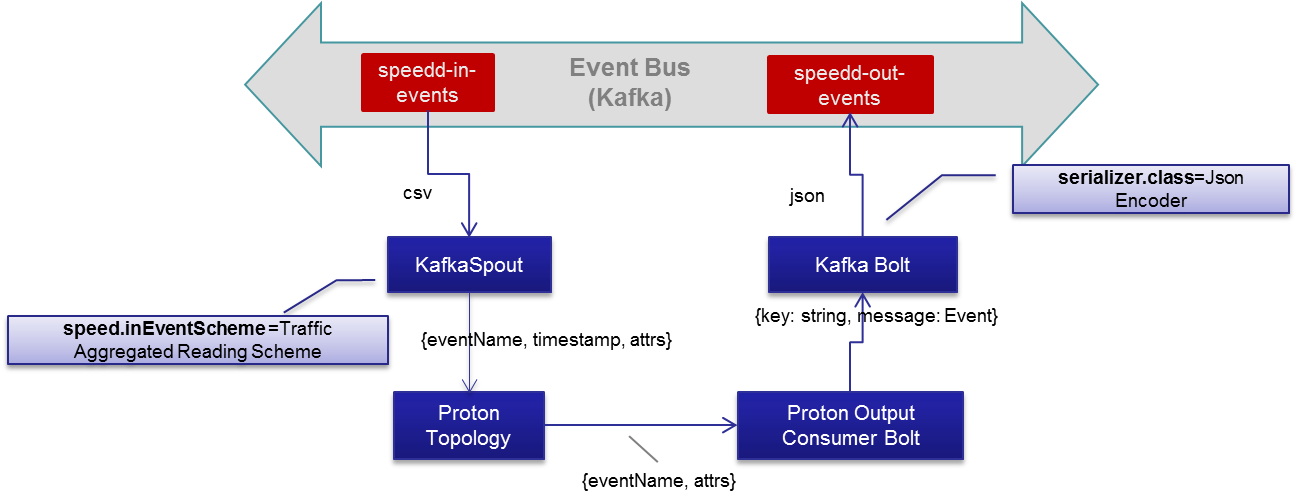 speedd-in-
events
Event Bus
(Kafka)
speedd-out-
events
csv
json
serializer.class=Json
Encoder
KafkaSpout
Kafka Bolt
speed.inEventScheme=Traffic
Aggregated Reading Scheme
{eventName, timestamp, attrs}
{key: string, message: Event}
Proton
Topology
Proton Output
Consumer Bolt
{eventName, attrs}